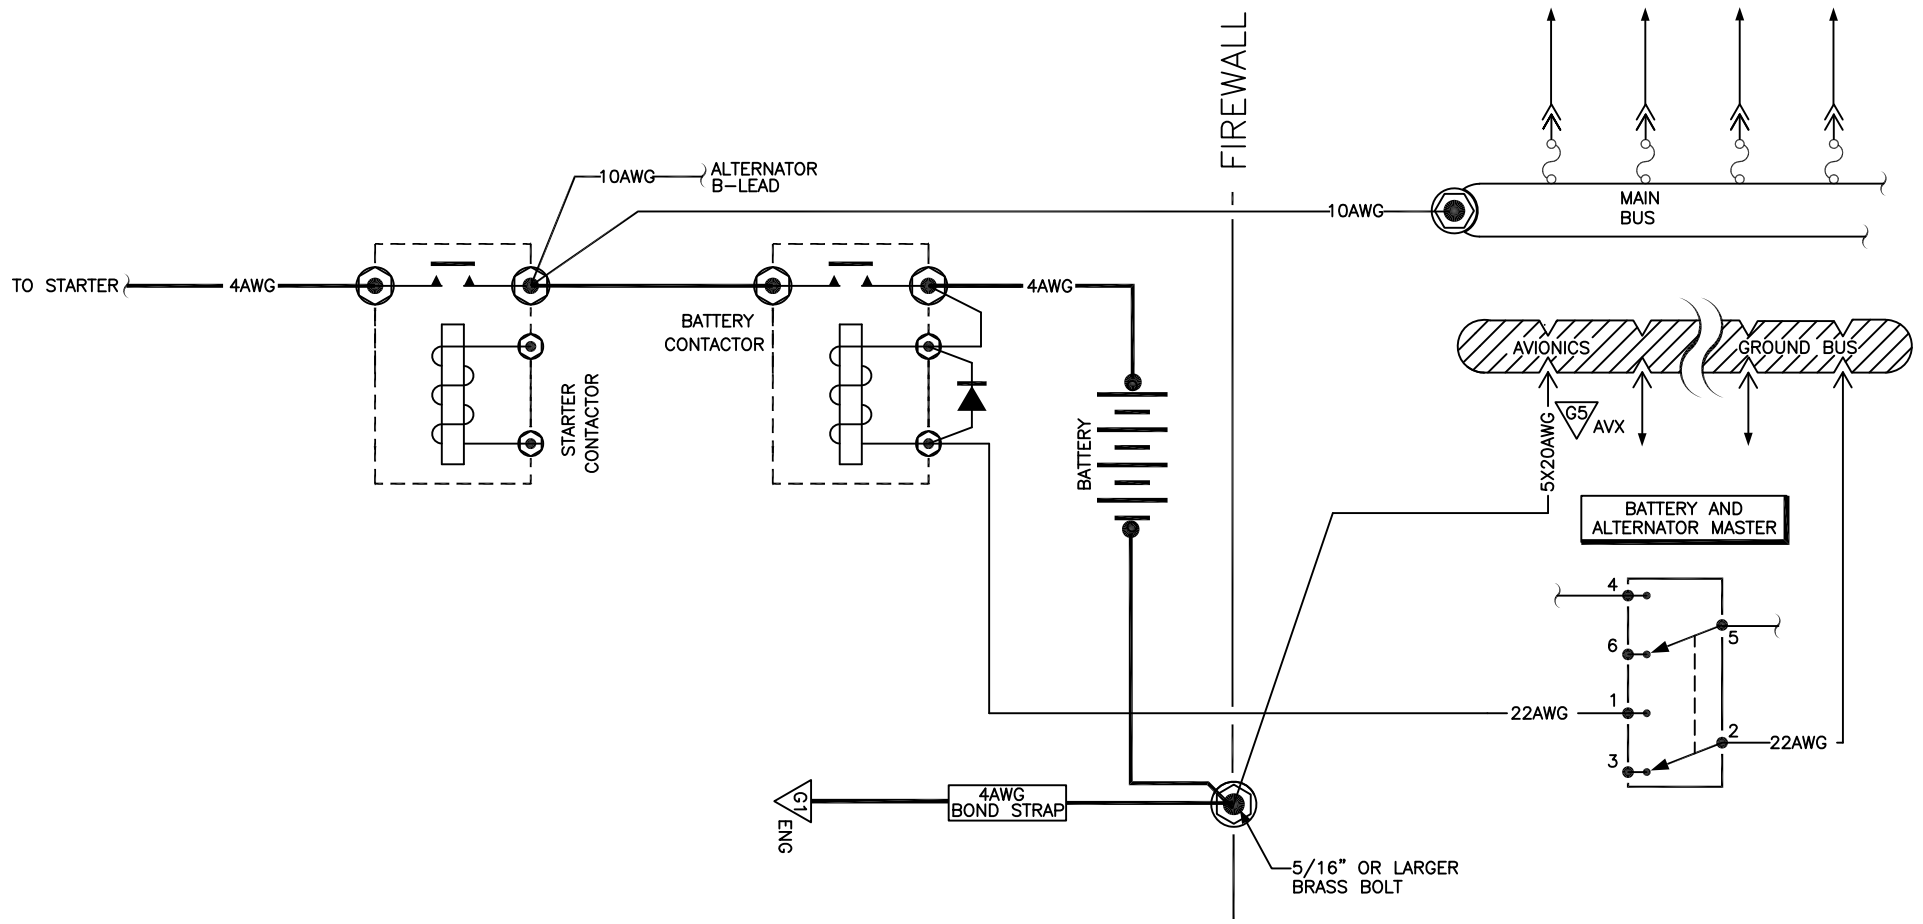 FIREWALL
ALTERNATOR
B-LEAD
10AWG
10AWG
MAIN
BUS
TO STARTER
4AWG
4AWG
BATTERY
CONTACTOR
STARTER
CONTACTOR
BATTERY
AVIONICS
GROUND BUS
5X20AWG
G5
AVX
BATTERY AND
ALTERNATOR MASTER
4
5
6
1
22AWG
2
22AWG
3
4AWG
BOND STRAP
G1
ENG
5/16" OR LARGER
BRASS BOLT